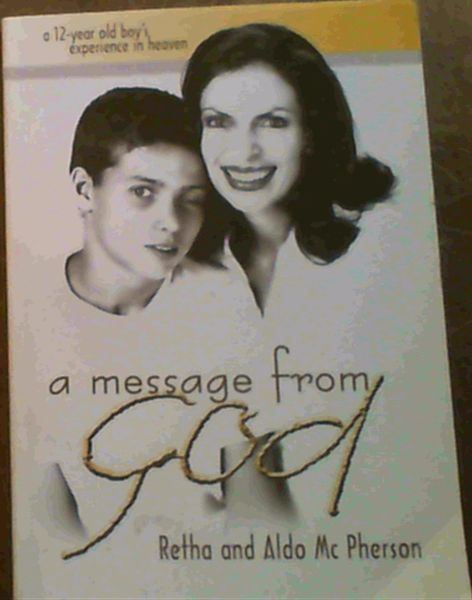 a 12-year old boy's
experience in heaven
a message from
god
Retha and Aldo Mc Pherson